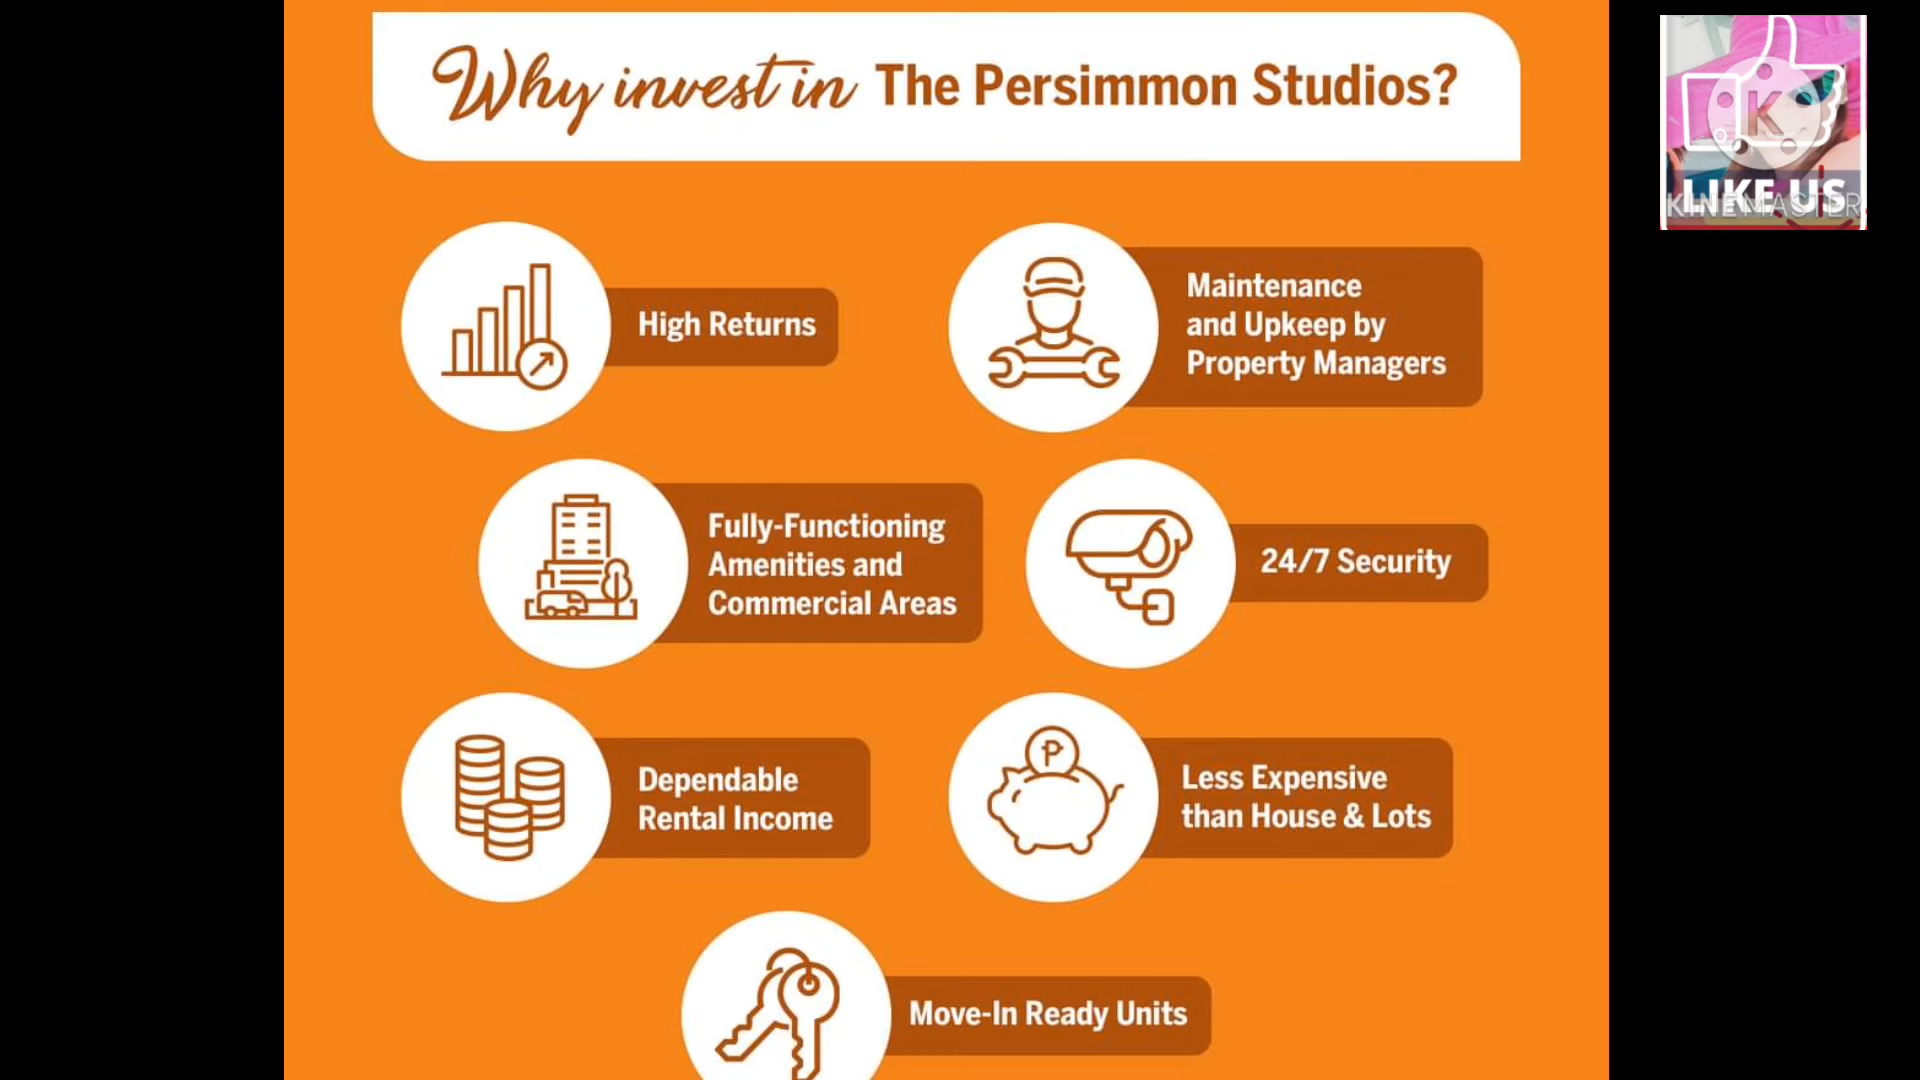 Why invest in The Persimmon Studios?
High Returns
Maintenance
and Upkeep by
Property Managers
Fully-Functioning
Amenities and
Commercial Areas
24/7 Security
Dependable
Rental Income
₱
Less Expensive
than House & Lots
Move-In Ready Units
K
LIKE US
KINEMASTER